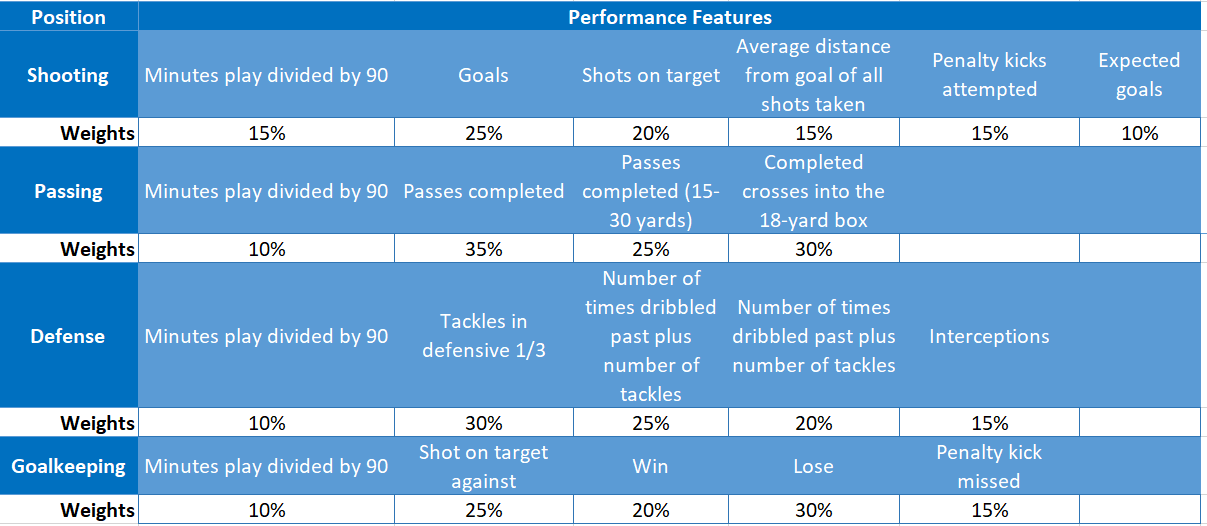 Position Performance Features
Shooting Minutes play divided by 90 Goals Shots on target Average distance from goal of all shots taken Penalty kicks attempted Expected goals
Weights 15% 25% 20% 15% 15% 10%
Passing Minutes play divided by 90 Passes completed Passes completed (15-30 yards) Completed crosses into the 18-yard box
Weights 10% 35% 25% 30%
Defense Minutes play divided by 90 Tackles in defensive 1/3 Number of times dribbled past plus number of tackles Number of times dribbled past plus number of tackles Interceptions
Weights 10% 30% 25% 20% 15%
Goalkeeping Minutes play divided by 90 Shot on target against Win Lose Penalty kick missed
Weights 10% 25% 20% 30% 15%